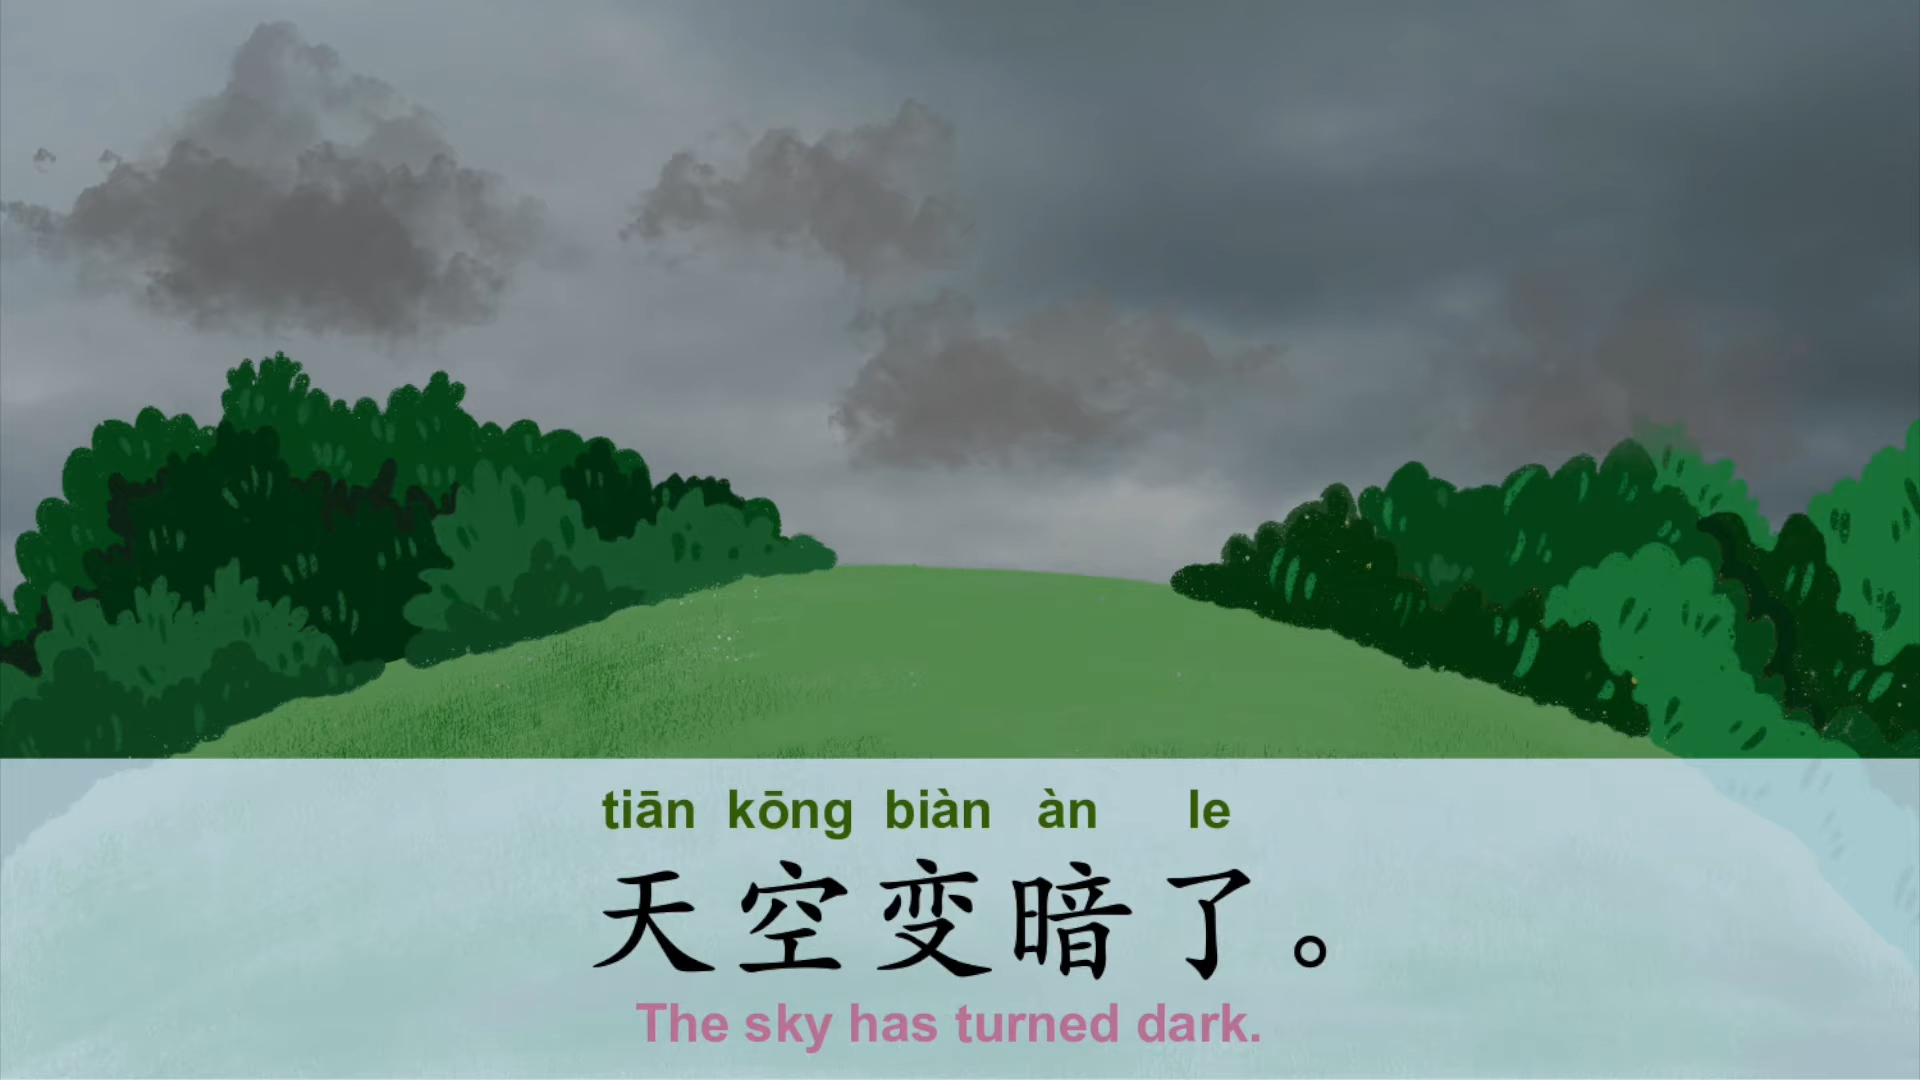 tiān kōng biàn àn le
天空变暗了。
The sky has turned dark.